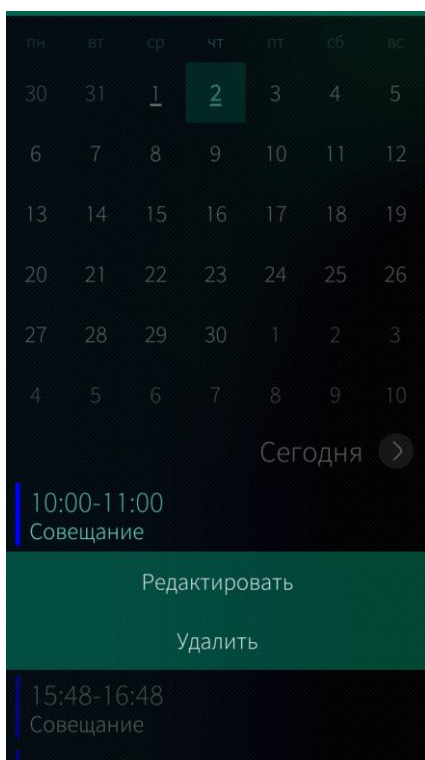 пн вт ср чт пт сб вс
30 31 1 2 3 4 5
6 7 8 9 10 11 12
13 14 15 16 17 18 19
20 21 22 23 24 25 26
27 28 29 30 1 2 3
4 5 6 7 8 9 10
Сегодня
10:00-11:00
Совещание
Редактировать
Удалить
15:48-16:48
Совещание